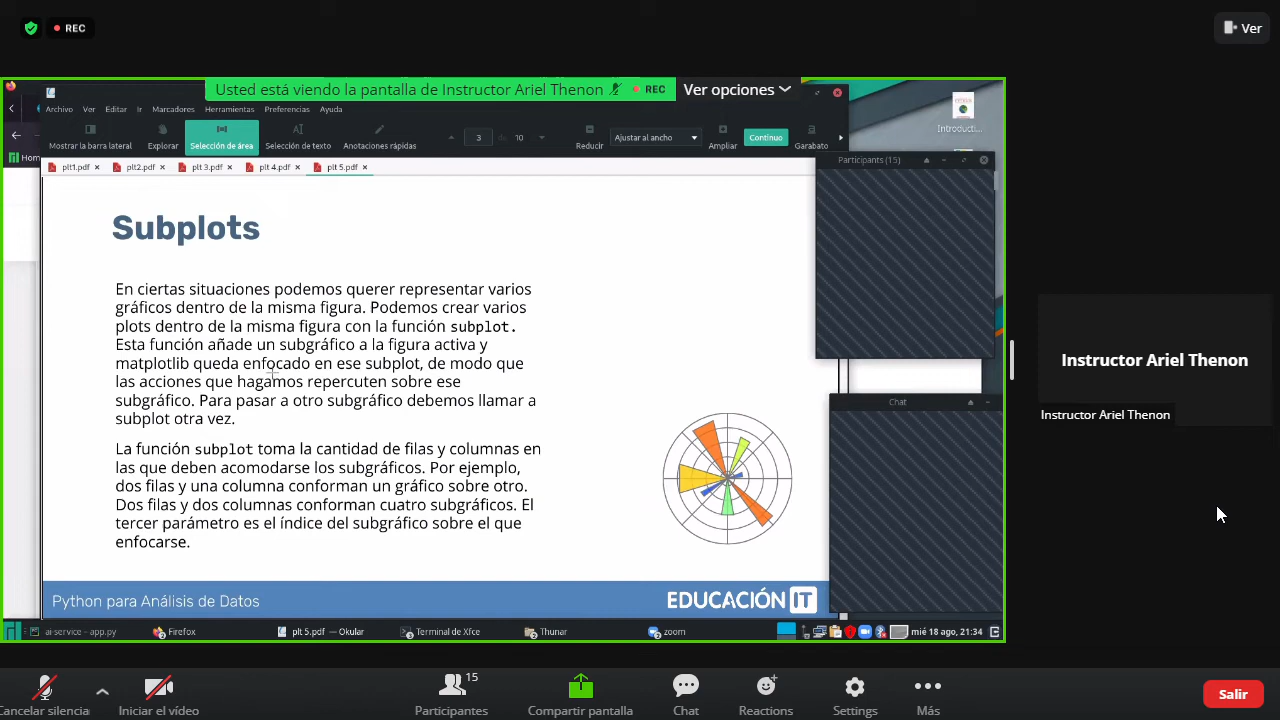 REC
Ver
Usted está viendo la pantalla de Instructor Ariel Thenon
REC
Ver opciones
Archivo Ver Editar Ir Marcadores Herramientas Preferencias Ayuda
Mostrar la barra lateral Explorar Selección de área Selección de texto Anotaciones rápidas 3 de 10 Reducir Ajustar al ancho Ampliar Continuo Garabato
Introducti...
Hom
plt1.pdf plt2.pdf plt 3.pdf plt 4.pdf plt 5.pdf
Participants (15)
Subplots
En ciertas situaciones podemos querer representar varios
gráficos dentro de la misma figura. Podemos crear varios
plots dentro de la misma figura con la función subplot.
Esta función añade un subgráfico a la figura activa y
matplotlib queda enfocado en ese subplot, de modo que
las acciones que hagamos repercuten sobre ese
subgráfico. Para pasar a otro subgráfico debemos llamar a
subplot otra vez.
La función subplot toma la cantidad de filas y columnas en
las que deben acomodarse los subgráficos. Por ejemplo,
dos filas y una columna conforman un gráfico sobre otro.
Dos filas y dos columnas conforman cuatro subgráficos. El
tercer parámetro es el índice del subgráfico sobre el que
enfocarse.
Chat
Python para Análisis de Datos
EDUCACIÓN IT
ai-service – app.py Firefox plt 5.pdf — Okular Terminal de Xfce Thunar zoom mié 18 ago, 21:34
Instructor Ariel Thenon
Instructor Ariel Thenon
Cancelar silencia Iniciar el vídeo Participantes 15 Compartir pantalla Chat Reactions Settings Más Salir